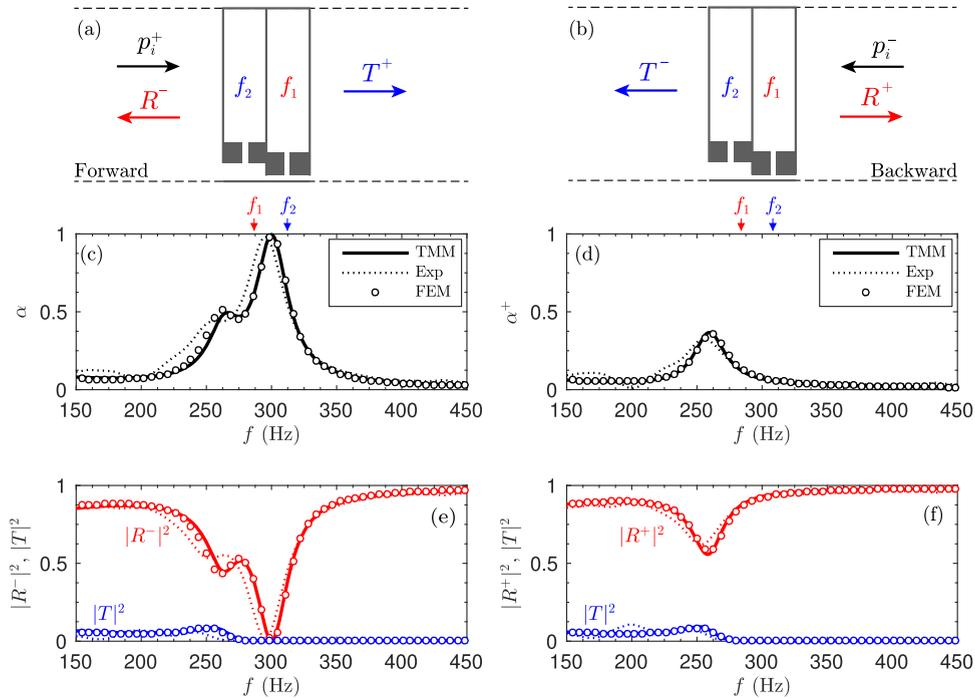 (a)
p_i^+
R^-
f_2
f_1
T^+
Forward
(b)
T^-
f_2
f_1
p_i^-
R^+
Backward
f_1
f_2
(c)
TMM
Exp
FEM
1
0.5
0
α
150 200 250 300 350 400 450
f (Hz)
f_1
f_2
(d)
TMM
Exp
FEM
1
0.5
0
α^+
150 200 250 300 350 400 450
f (Hz)
(e)
|R^-|^2
|T|^2
1
0.5
0
|R^-|^2, |T|^2
150 200 250 300 350 400 450
f (Hz)
(f)
|R^+|^2
|T|^2
1
0.5
0
|R^+|^2, |T|^2
150 200 250 300 350 400 450
f (Hz)